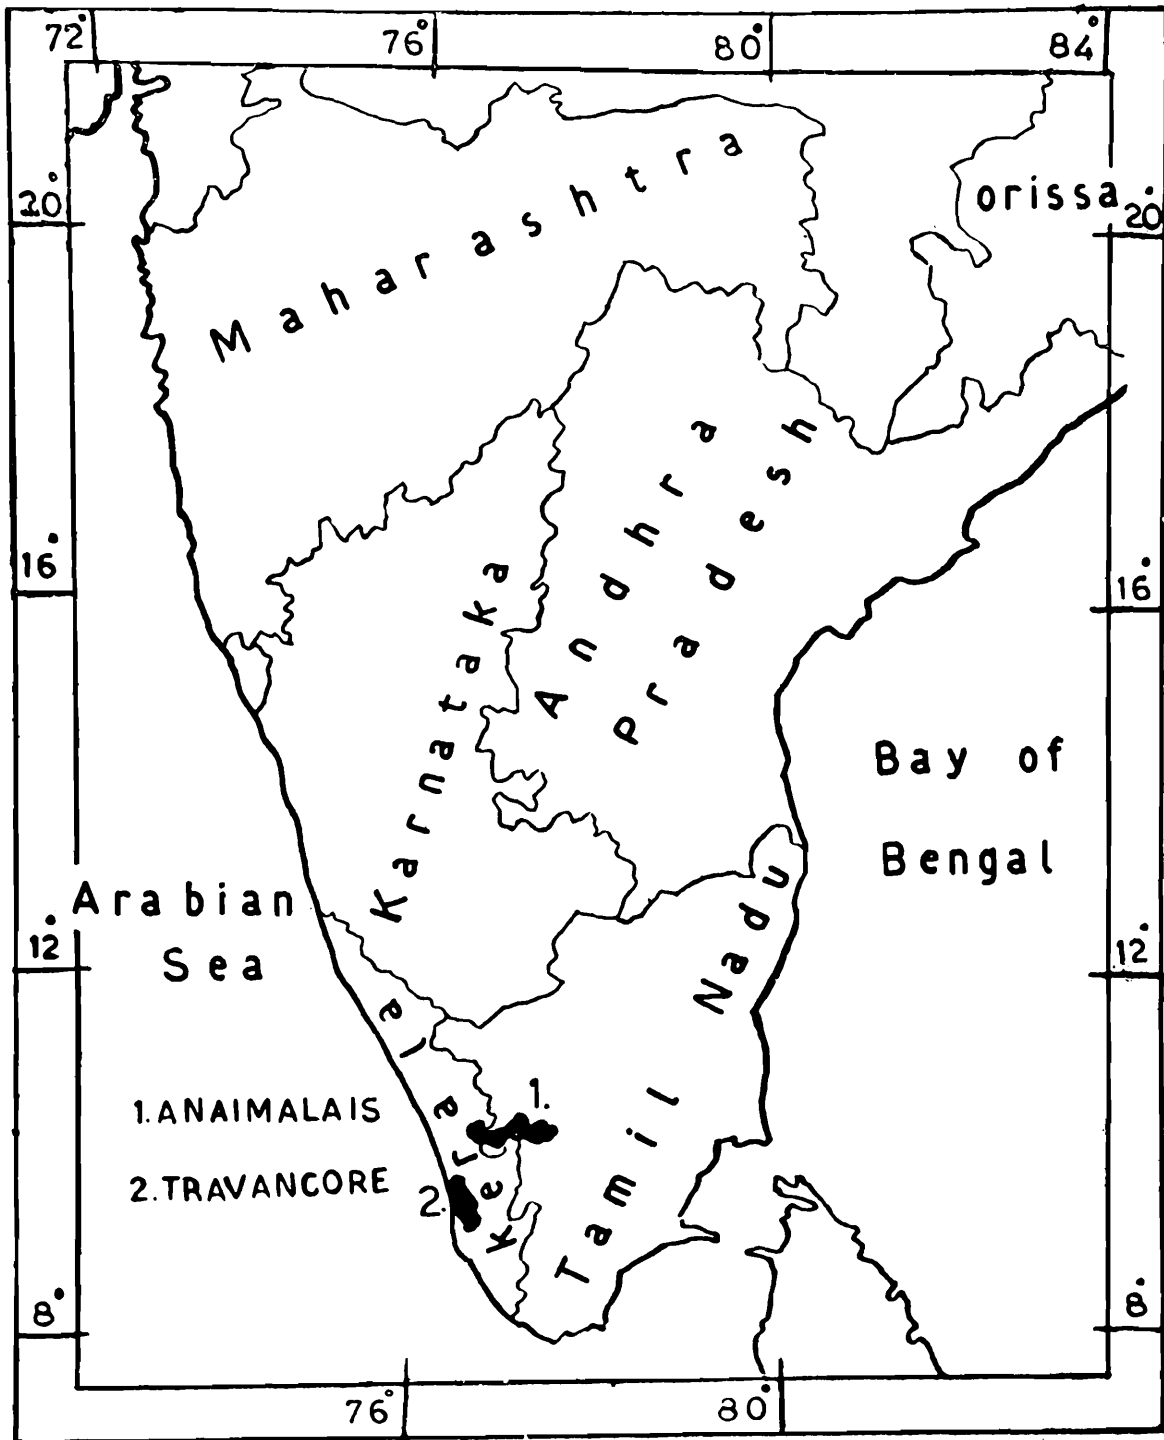 72° 76° 80° 84°
Maharashtra
orissa
20° 20°
Andhra
Pradesh
16° 16°
Karnataka
Bay of
Bengal
Arabian
Sea
12° 12°
Tamil Nadu
kerala
1.
1. ANAIMALAIS
2. TRAVANCORE
2.
8° 8°
76° 80°